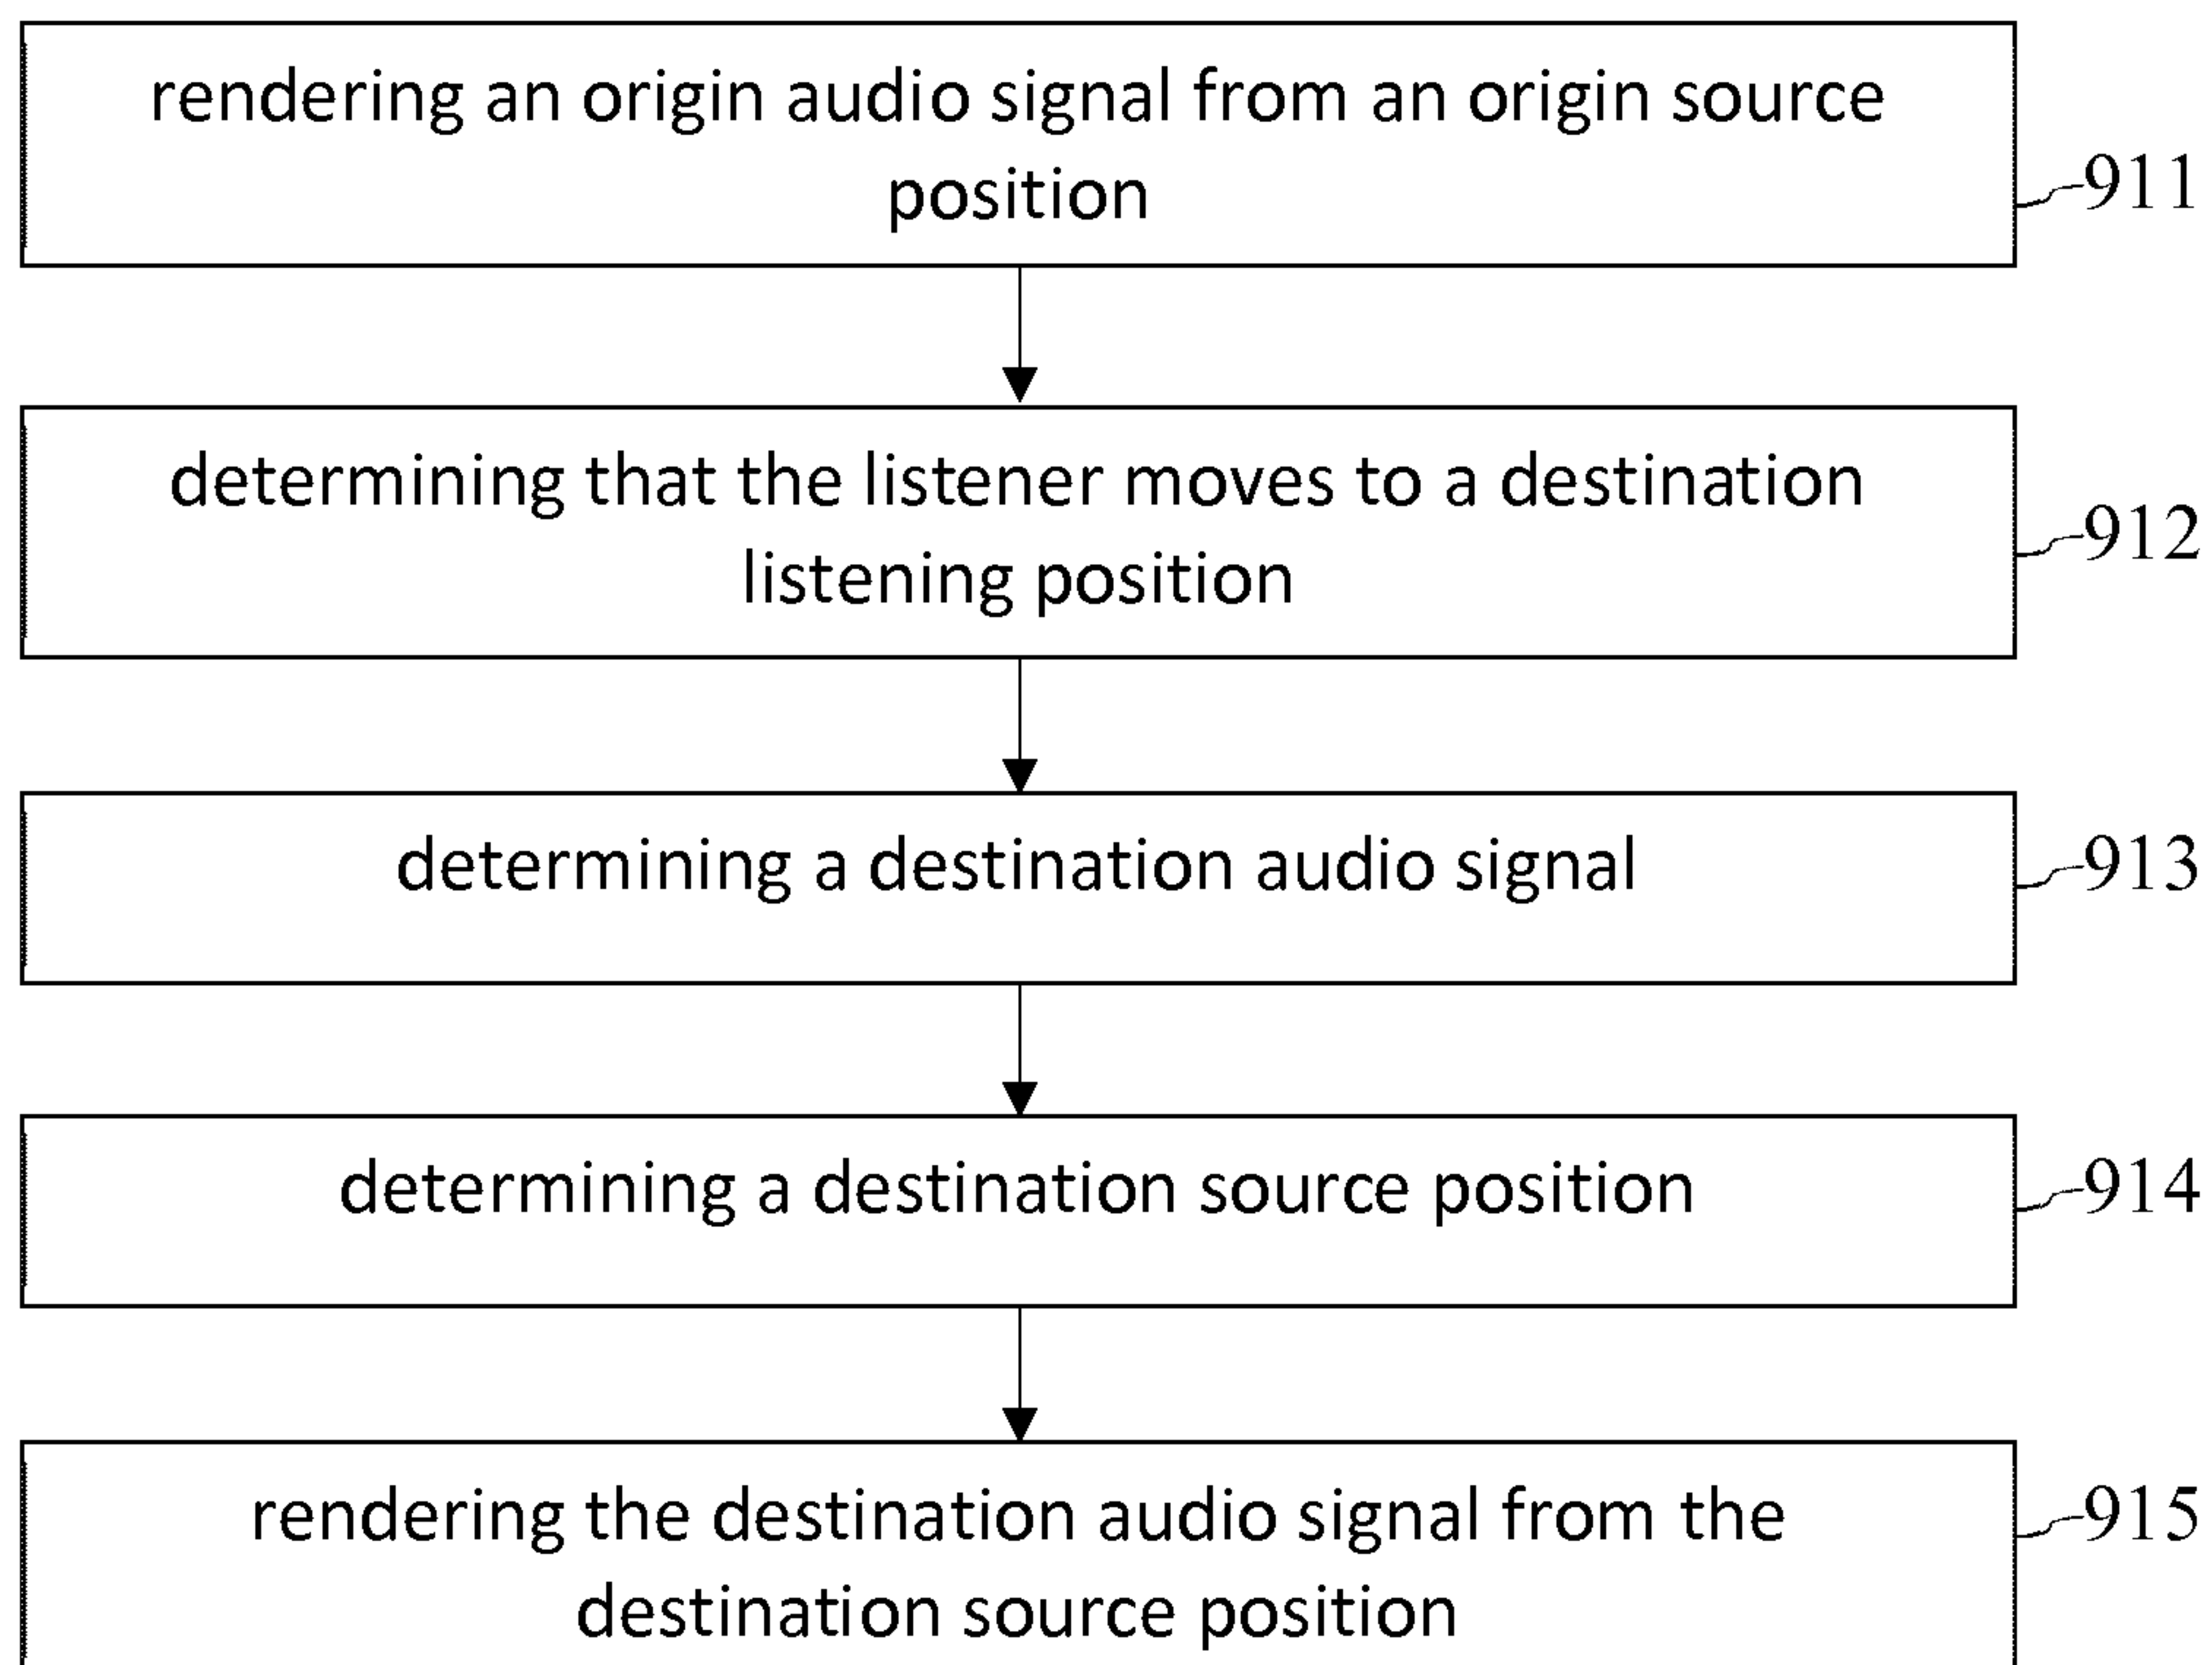 rendering an origin audio signal from an origin source
position
911
determining that the listener moves to a destination
listening position
912
determining a destination audio signal
913
determining a destination source position
914
rendering the destination audio signal from the
destination source position
915